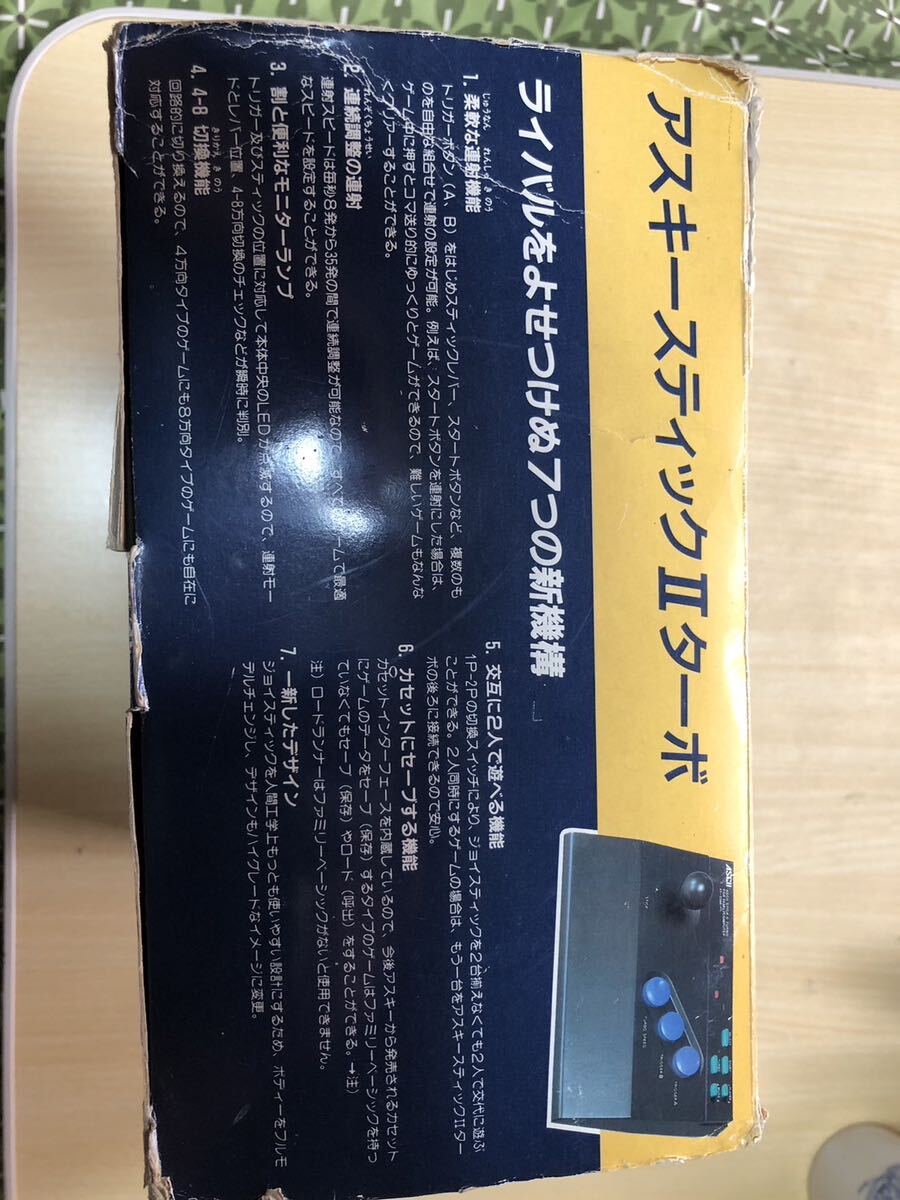 アスキースティックIIターボ
ライバルをよせつけぬ7つの新機構
じゅうなん れんしゃ きのう
1. 柔軟な連射機能
トリガーボタン(A、B)をはじめスティックレバー、スタートボタンなど、複数のも
のを自由な組合せで連射の設定が可能。例えば、スタートボタンを連射にした場合は、
ゲーム中に押すとコマ送り的にゆっくりとゲームができるので、難しいゲームもなんな
くクリアーすることができる。
れんぞくちょうせい
2. 連続調整の連射
連射スピードは毎秒8発から35発の間で連続調整が可能なので、すべてのゲームで最適
なスピードを設定することができる。
3. 割と便利なモニターランプ
トリガー及びスティックの位置に対応して本体中央のLEDが点滅するので、連射モー
ドとレバー位置、4-8方向切換のチェックなどが瞬時に判別。
きりかえ きのう
4. 4-8 切換機能
回路的に切り換えるので、4方向タイプのゲームにも8方向タイプのゲームにも自在に
対応することができる。
5. 交互に2人で遊べる機能
1P-2Pの切換スイッチにより、ジョイスティックを2台揃えなくても2人で交代に遊ぶ
ことができる。2人同時にするゲームの場合は、もう一台をアスキースティックIIター
ボの後ろに接続できるので安心。
6. カセットにセーブする機能
カセットインターフェースを内蔵しているので、今後アスキーから発売されるカセット
にゲームのデータをセーブ(保存)するタイプのゲームはファミリーベーシックを持っ
ていなくてもセーブ(保存)やロード(呼出)をすることができる。→注)
注)ロードランナーはファミリーベーシックがないと使用できません。
7. 一新したデザイン
ジョイスティックを人間工学上もっとも使いやすい設計にするため、ボディーをフルモ
デルチェンジし、デザインもハイグレードなイメージに変更。
ASCII